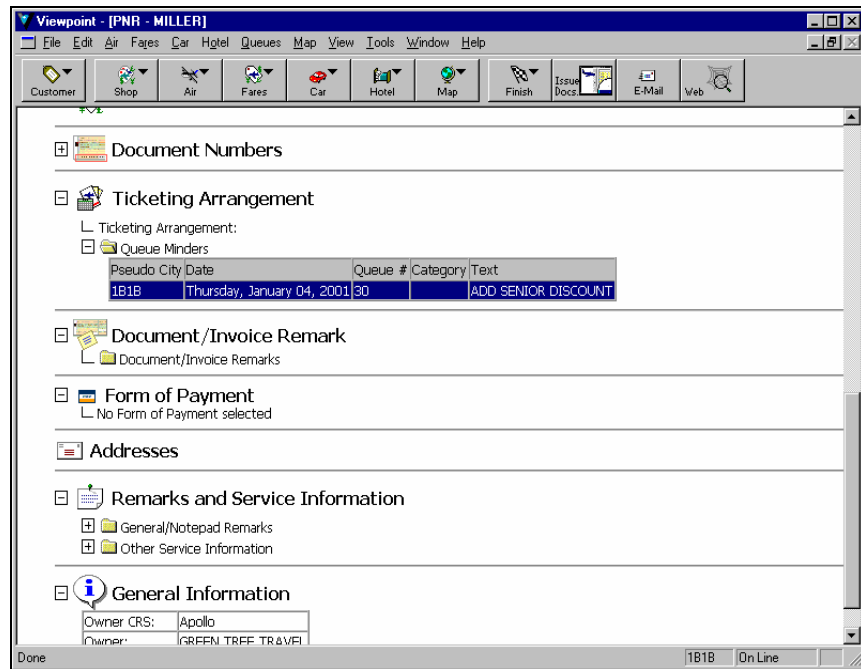 Viewpoint - [PNR - MILLER]
File Edit Air Fares Car Hotel Queues Map View Tools Window Help
Customer Shop Air Fares Car Hotel Map Finish Issue Docs. E-Mail Web
Document Numbers
Ticketing Arrangement
Ticketing Arrangement:
Queue Minders
Pseudo City Date Queue # Category Text
1B1B Thursday, January 04, 2001 30 ADD SENIOR DISCOUNT
Document/Invoice Remark
Document/Invoice Remarks
Form of Payment
No Form of Payment selected
Addresses
Remarks and Service Information
General/Notepad Remarks
Other Service Information
General Information
Owner CRS: Apollo
Owner: GREEN TREE TRAVEL
Done 1B1B On Line